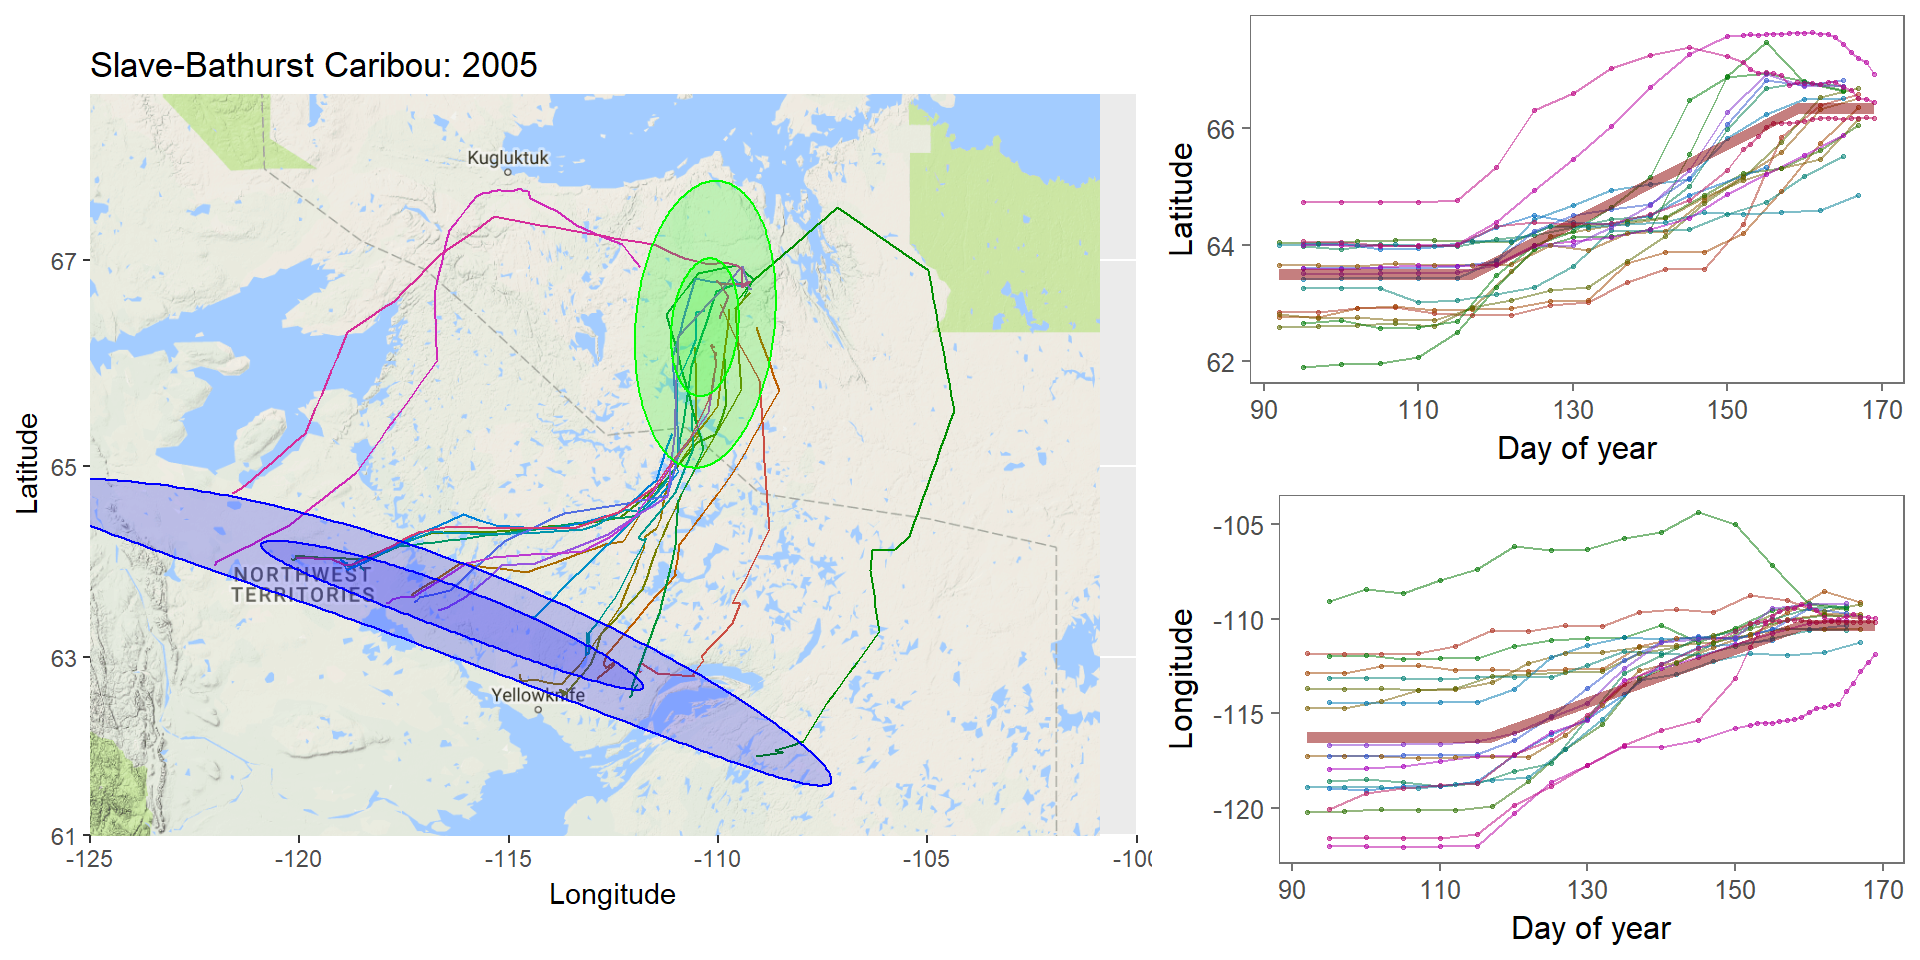 Slave-Bathurst Caribou: 2005
Latitude
67
65
63
61
-125
-120
-115
-110
-105
-100
Longitude
Kugluktuk
NORTHWEST
TERRITORIES
Yellowknife
Latitude
66
64
62
90
110
130
150
170
Day of year
Longitude
-105
-110
-115
-120
90
110
130
150
170
Day of year